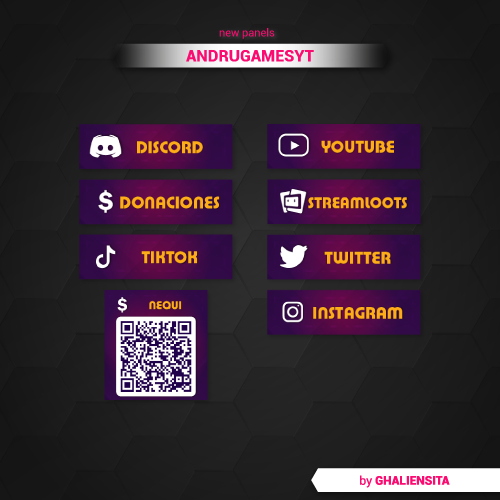 new panels
ANDRUGAMESYT
DISCORD
YOUTUBE
$ DONACIONES
STREAMLOOTS
TIKTOK
TWITTER
$ NEQUI
INSTAGRAM
by GHALIENSITA